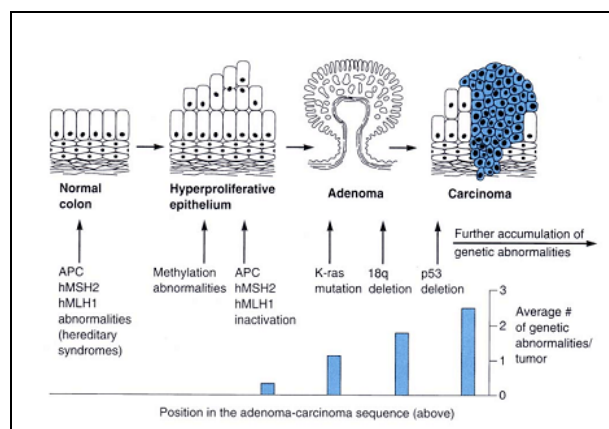 Normal
colon
Hyperproliferative
epithelium
Adenoma
Carcinoma
Further accumulation of
genetic abnormalities
APC
hMSH2
hMLH1
abnormalities
(hereditary
syndromes)
Methylation
abnormalities
APC
hMSH2
hMLH1
inactivation
K-ras
mutation
18q
deletion
p53
deletion
3
2
1
0
Average #
of genetic
abnormalities/
tumor
Position in the adenoma-carcinoma sequence (above)